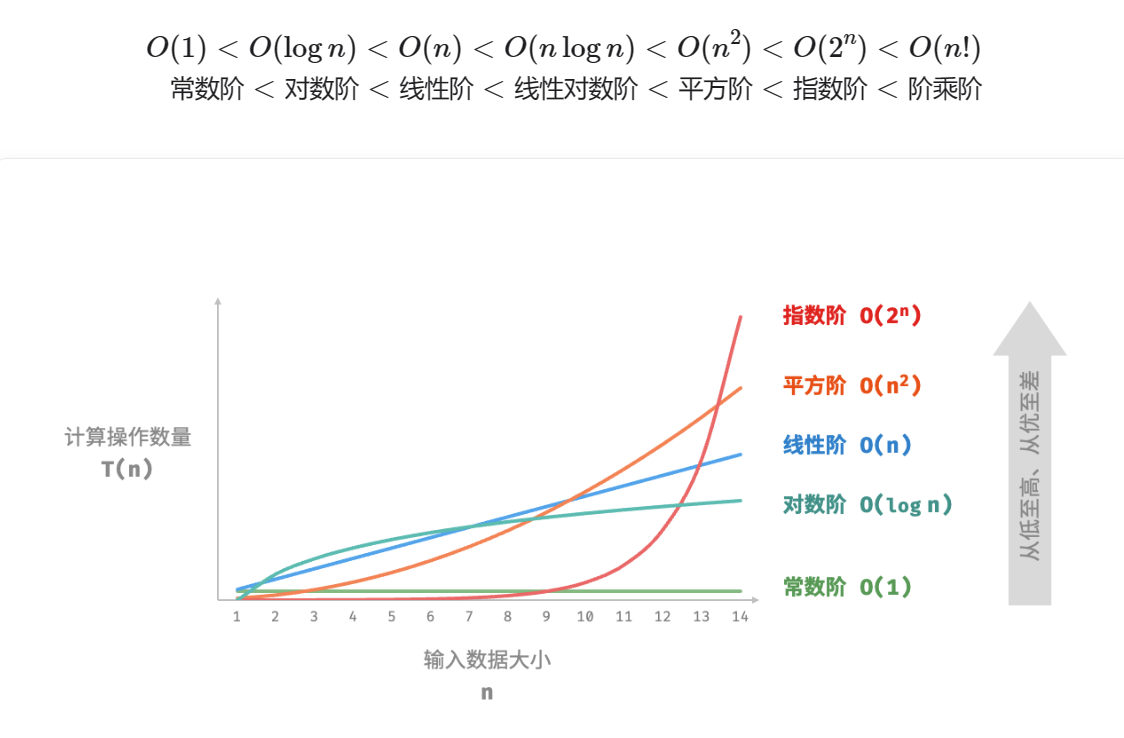 O(1) < O(log n) < O(n) < O(n log n) < O(n²) < O(2ⁿ) < O(n!)
常数阶 < 对数阶 < 线性阶 < 线性对数阶 < 平方阶 < 指数阶 < 阶乘阶
指数阶 O(2ⁿ)
平方阶 O(n²)
线性阶 O(n)
对数阶 O(log n)
常数阶 O(1)
从低至高、从优至差
计算操作数量
T(n)
1 2 3 4 5 6 7 8 9 10 11 12 13 14
输入数据大小
n